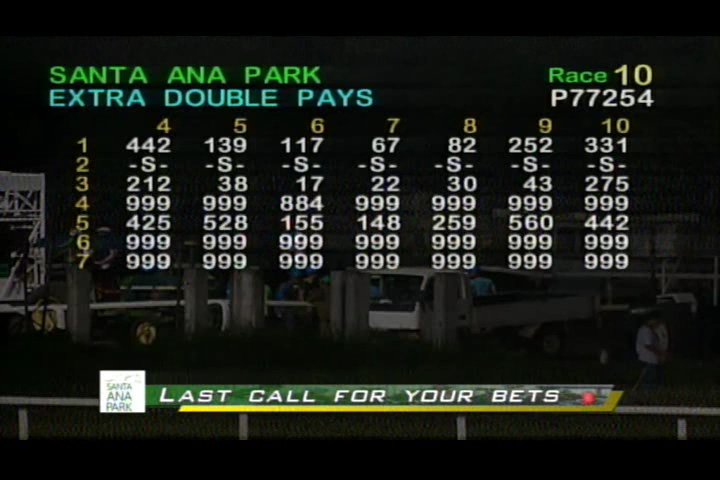 SANTA ANA PARK Race 10
EXTRA DOUBLE PAYS P77254
4 5 6 7 8 9 10
1 442 139 117 67 82 252 331
2 -S- -S- -S- -S- -S- -S- -S-
3 212 38 17 22 30 43 275
4 999 999 884 999 999 999 999
5 425 528 155 148 259 560 442
6 999 999 999 999 999 999 999
7 999 999 999 999 999 999 999
SANTA
ANA
PARK
LAST CALL FOR YOUR BETS